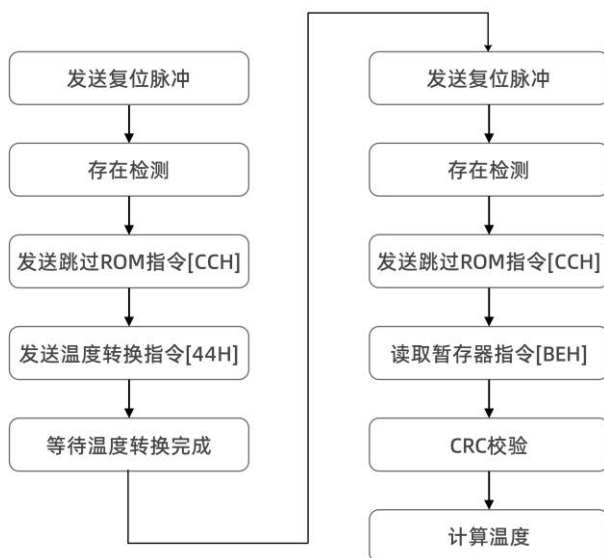 发送复位脉冲
存在检测
发送跳过ROM指令[CCH]
发送温度转换指令[44H]
等待温度转换完成
发送复位脉冲
存在检测
发送跳过ROM指令[CCH]
读取暂存器指令[BEH]
CRC校验
计算温度